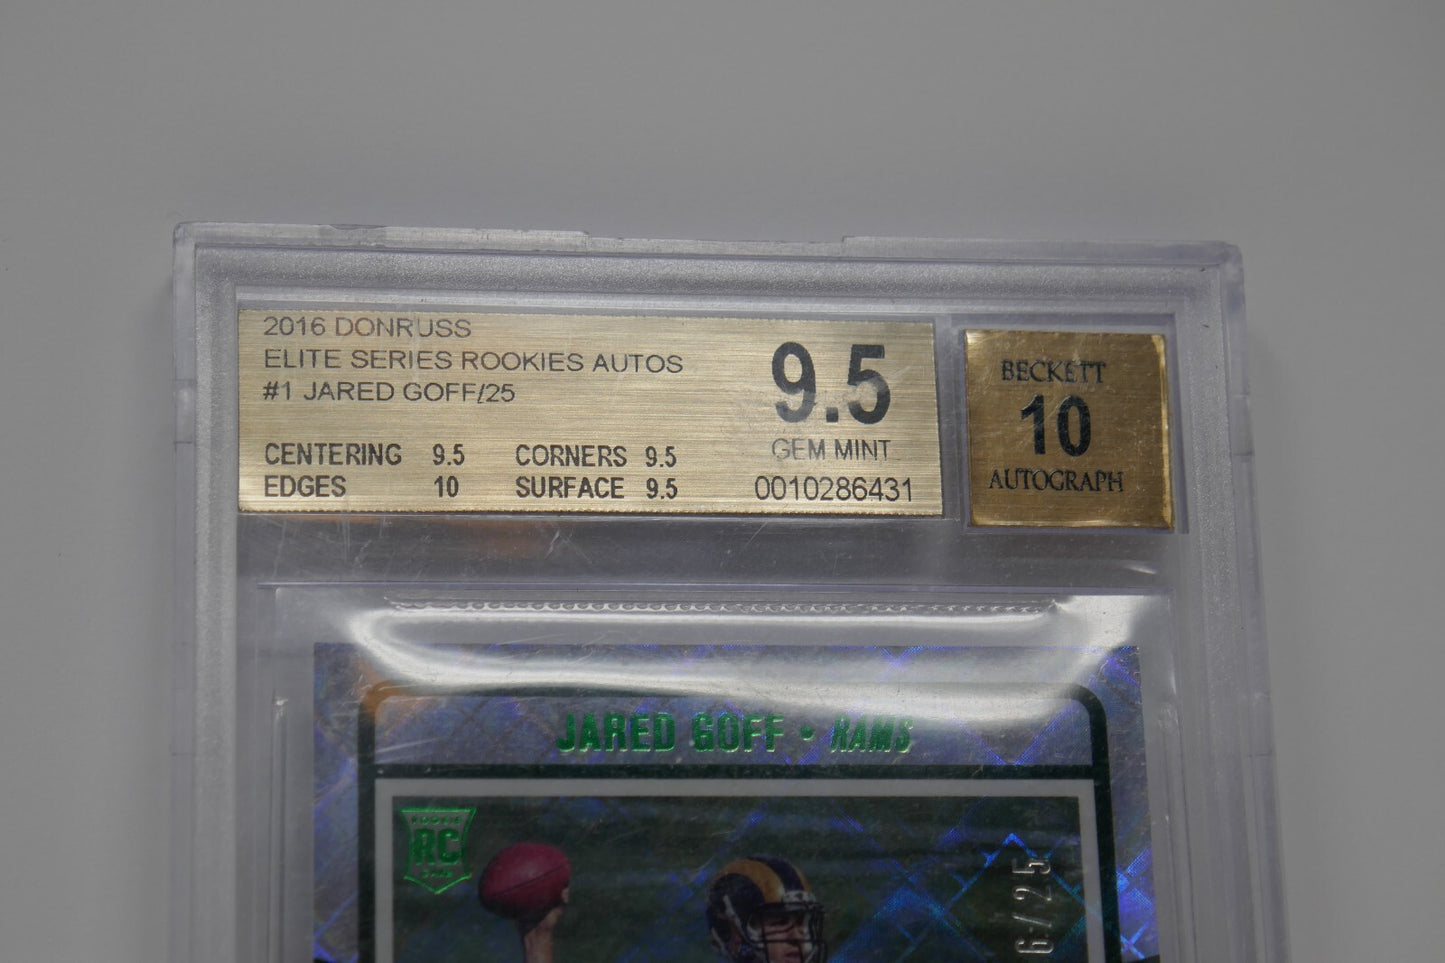 2016 DONRUSS
ELITE SERIES ROOKIES AUTOS
#1 JARED GOFF/25
CENTERING 9.5 CORNERS 9.5
EDGES 10 SURFACE 9.5
9.5
GEM MINT
0010286431
BECKETT
10
AUTOGRAPH
JARED GOFF • RAMS
ROOKIE
RC
6/25